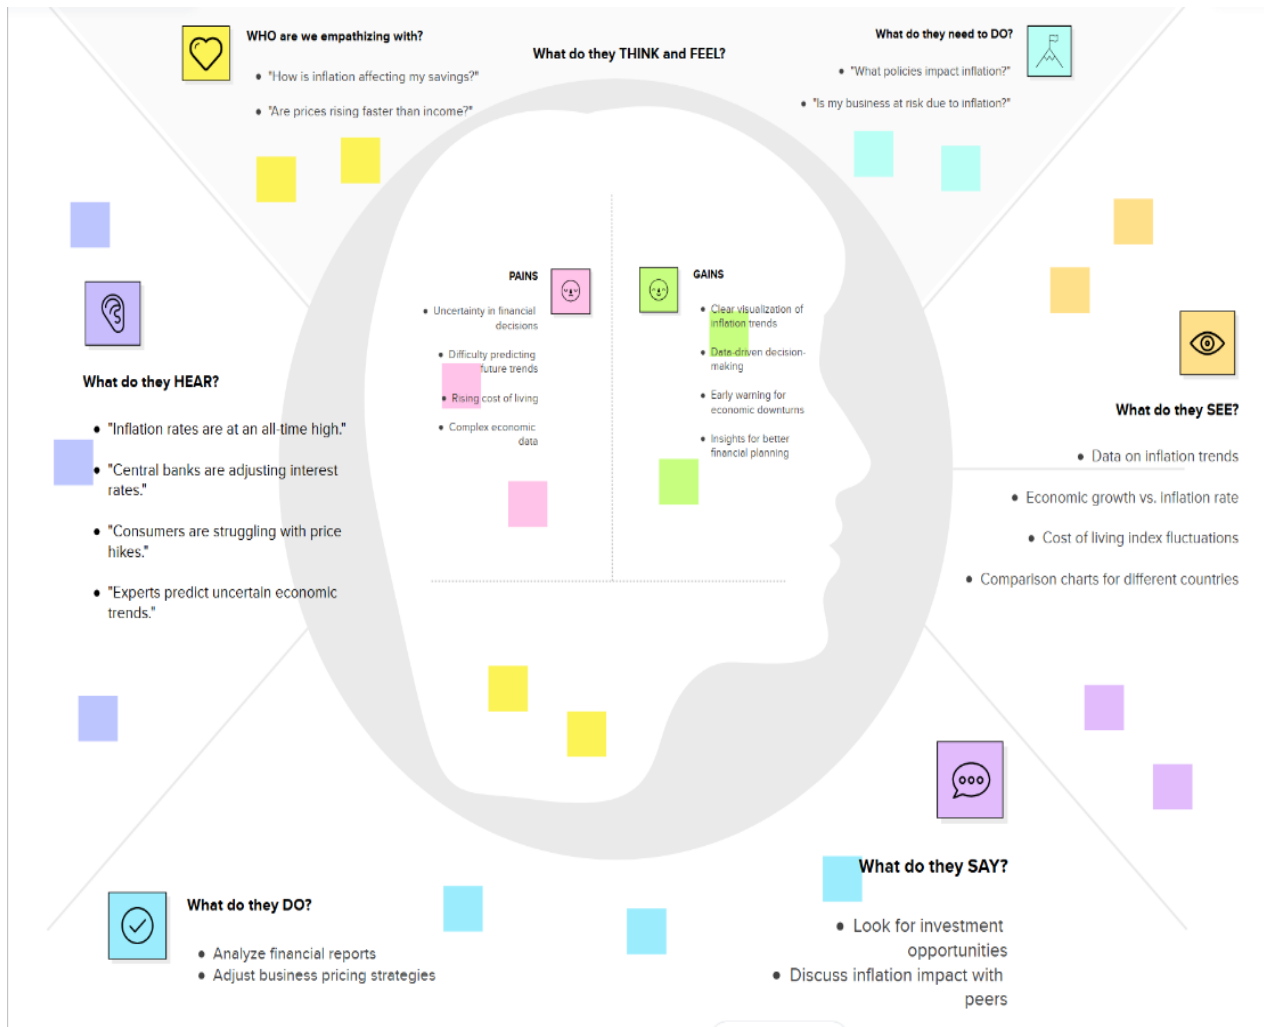 WHO are we empathizing with?
• "How is inflation affecting my savings?"
• "Are prices rising faster than income?"
What do they THINK and FEEL?
What do they need to DO?
• "What policies impact inflation?"
• "Is my business at risk due to inflation?"
PAINS
• Uncertainty in financial
decisions
• Difficulty predicting
future trends
• Rising cost of living
• Complex economic
data
GAINS
• Clear visualization of
inflation trends
• Data-driven decision-
making
• Early warning for
economic downturns
• Insights for better
financial planning
What do they HEAR?
• "Inflation rates are at an all-time high."
• "Central banks are adjusting interest
rates."
• "Consumers are struggling with price
hikes."
• "Experts predict uncertain economic
trends."
What do they SEE?
• Data on inflation trends
• Economic growth vs. inflation rate
• Cost of living index fluctuations
• Comparison charts for different countries
What do they DO?
• Analyze financial reports
• Adjust business pricing strategies
What do they SAY?
• Look for investment
opportunities
• Discuss inflation impact with
peers